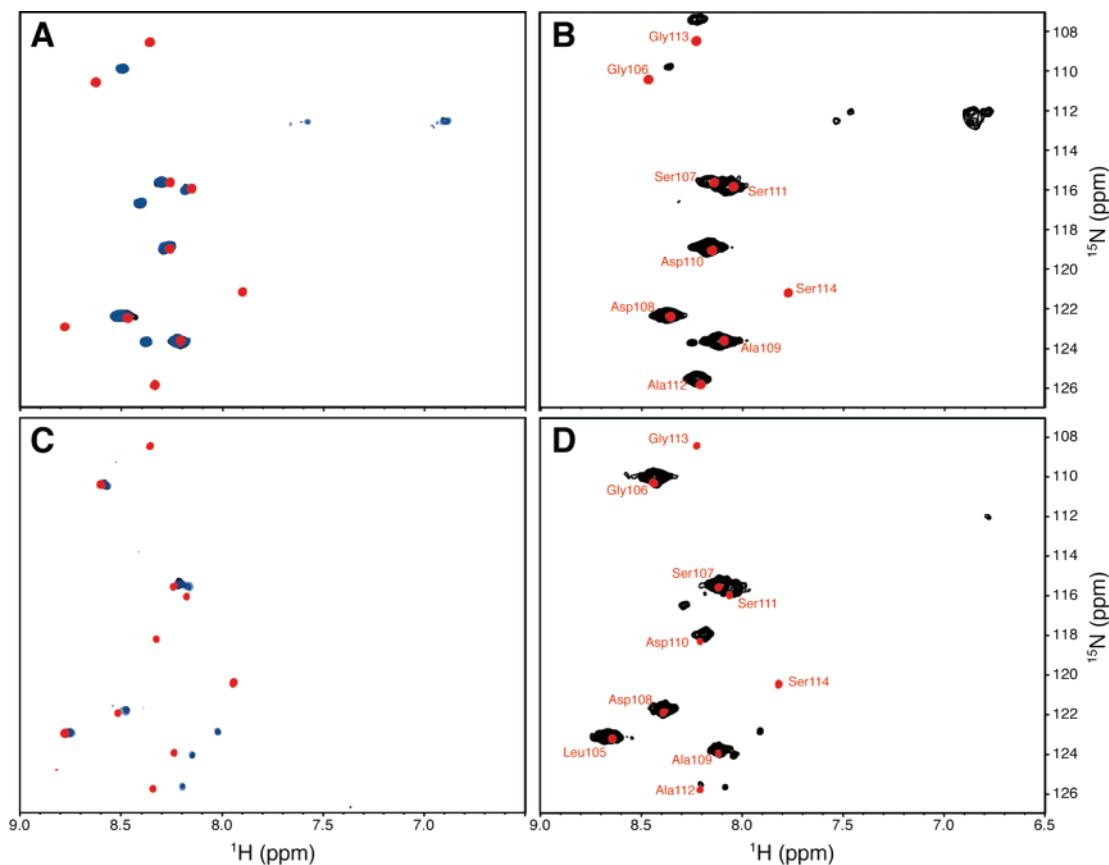 A
B
Gly113
Gly106
Ser107
Ser111
Asp110
Ser114
Asp108
Ala109
Ala112
108
110
112
114
116
118
120
122
124
126
15N (ppm)
C
D
Gly113
Gly106
Ser107
Ser111
Asp110
Ser114
Asp108
Leu105
Ala109
Ala112
108
110
112
114
116
118
120
122
124
126
15N (ppm)
9.0 8.5 8.0 7.5 7.0 9.0 8.5 8.0 7.5 7.0 6.5
1H (ppm) 1H (ppm)